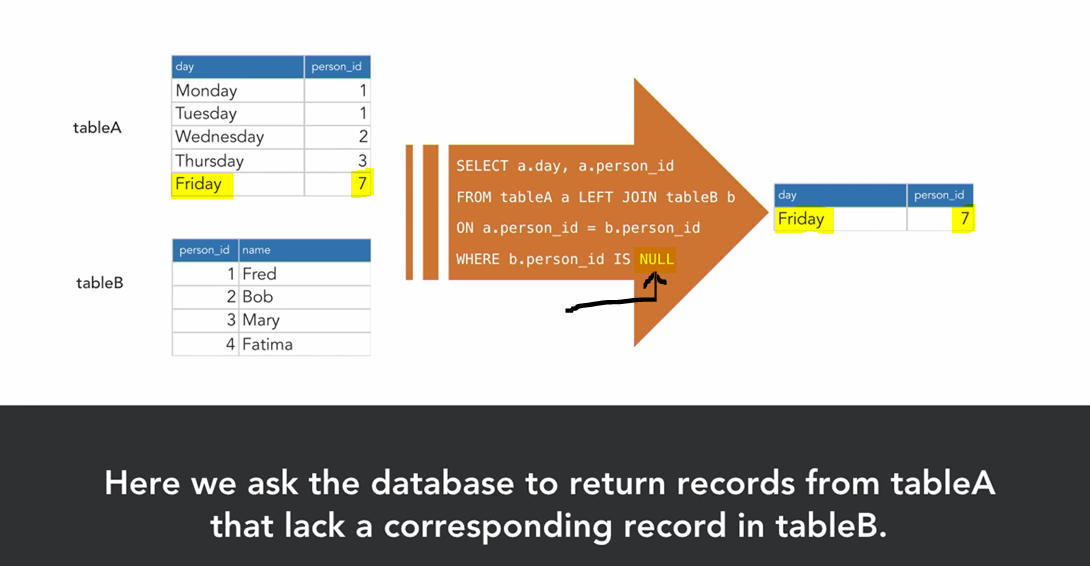 tableA
day person_id
Monday 1
Tuesday 1
Wednesday 2
Thursday 3
Friday 7
tableB
person_id name
1 Fred
2 Bob
3 Mary
4 Fatima
SELECT a.day, a.person_id
FROM tableA a LEFT JOIN tableB b
ON a.person_id = b.person_id
WHERE b.person_id IS NULL
day person_id
Friday 7
Here we ask the database to return records from tableA
that lack a corresponding record in tableB.